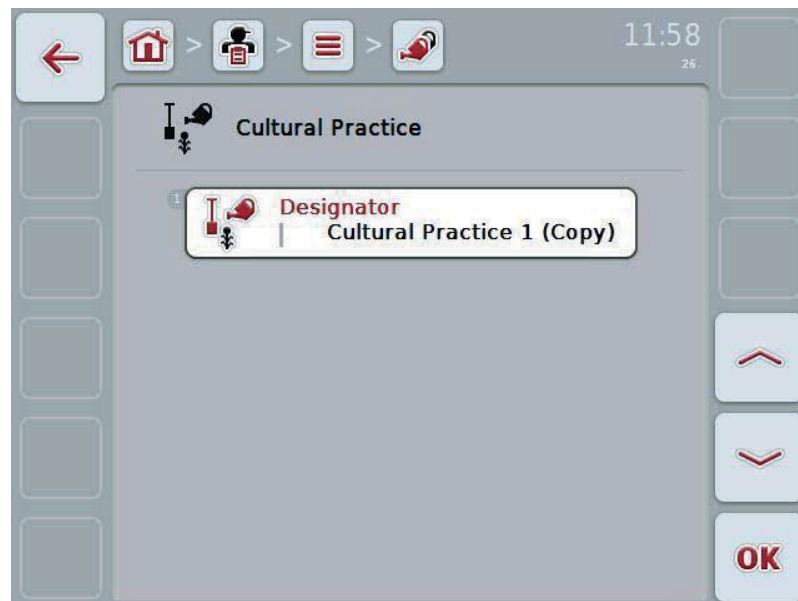 > > >
11:58
26.
Cultural Practice
1
Designator
Cultural Practice 1 (Copy)
OK